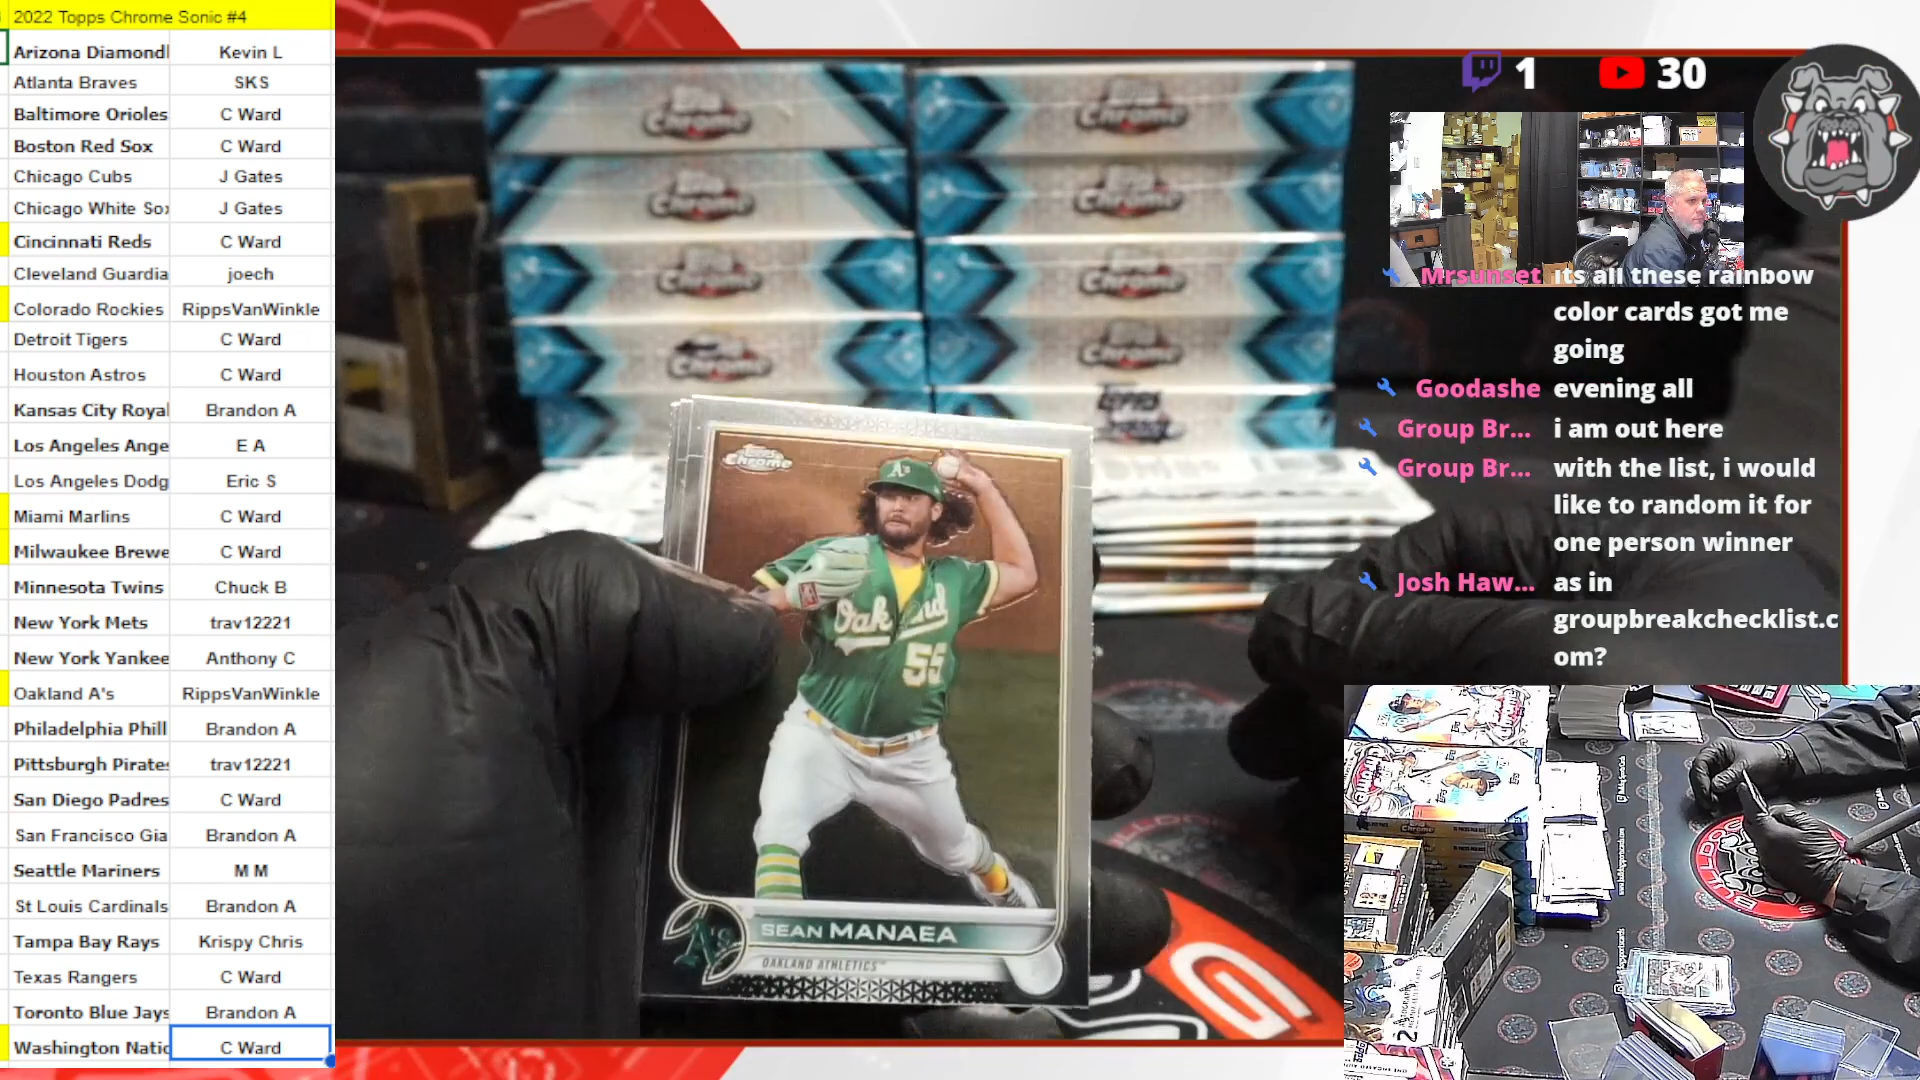 2022 Topps Chrome Sonic #4
Arizona Diamond Kevin L
Atlanta Braves SKS
Baltimore Orioles C Ward
Boston Red Sox C Ward
Chicago Cubs J Gates
Chicago White Sox J Gates
Cincinnati Reds C Ward
Cleveland Guardia joech
Colorado Rockies RippsVanWinkle
Detroit Tigers C Ward
Houston Astros C Ward
Kansas City Royal Brandon A
Los Angeles Ange E A
Los Angeles Dodg Eric S
Miami Marlins C Ward
Milwaukee Brewe C Ward
Minnesota Twins Chuck B
New York Mets trav12221
New York Yankee Anthony C
Oakland A's RippsVanWinkle
Philadelphia Phill Brandon A
Pittsburgh Pirates trav12221
San Diego Padres C Ward
San Francisco Gia Brandon A
Seattle Mariners M M
St Louis Cardinals Brandon A
Tampa Bay Rays Krispy Chris
Texas Rangers C Ward
Toronto Blue Jays Brandon A
Washington Natic C Ward
Topps Chrome
A's
Oakland
55
SEAN MANAEA
A's
OAKLAND ATHLETICS™
1 30
Mrsunset its all these rainbow
color cards got me
going
Goodashe evening all
Group Br... i am out here
Group Br... with the list, i would
like to random it for
one person winner
Josh Haw... as in
groupbreakchecklist.c
om?